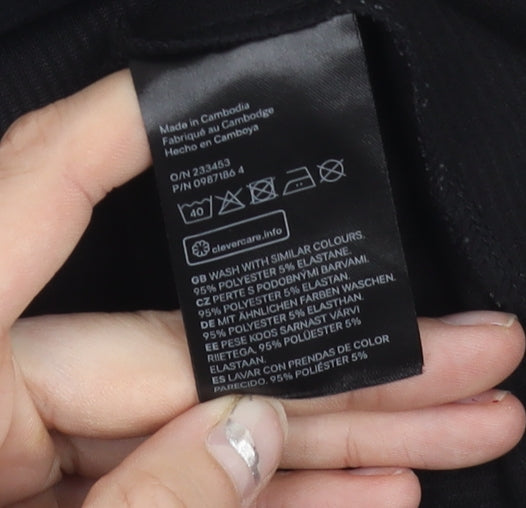 Made in Cambodia
Fabriqué au Cambodge
Hecho en Camboya
O/N 233453
P/N 0987186 4
40
clevercare.info
GB WASH WITH SIMILAR COLOURS.
95% POLYESTER 5% ELASTANE.
CZ PERTE S PODOBNÝMI BARVAMI.
95% POLYESTER 5% ELASTAN.
DE MIT ÄHNLICHEN FARBEN WASCHEN.
95% POLYESTER 5% ELASTHAN.
EE PESE KOOS SARNAST VÄRVI
RIIETEGA. 95% POLÜESTER 5%
ELASTAAN.
ES LAVAR CON PRENDAS DE COLOR
PARECIDO. 95% POLIÉSTER 5%